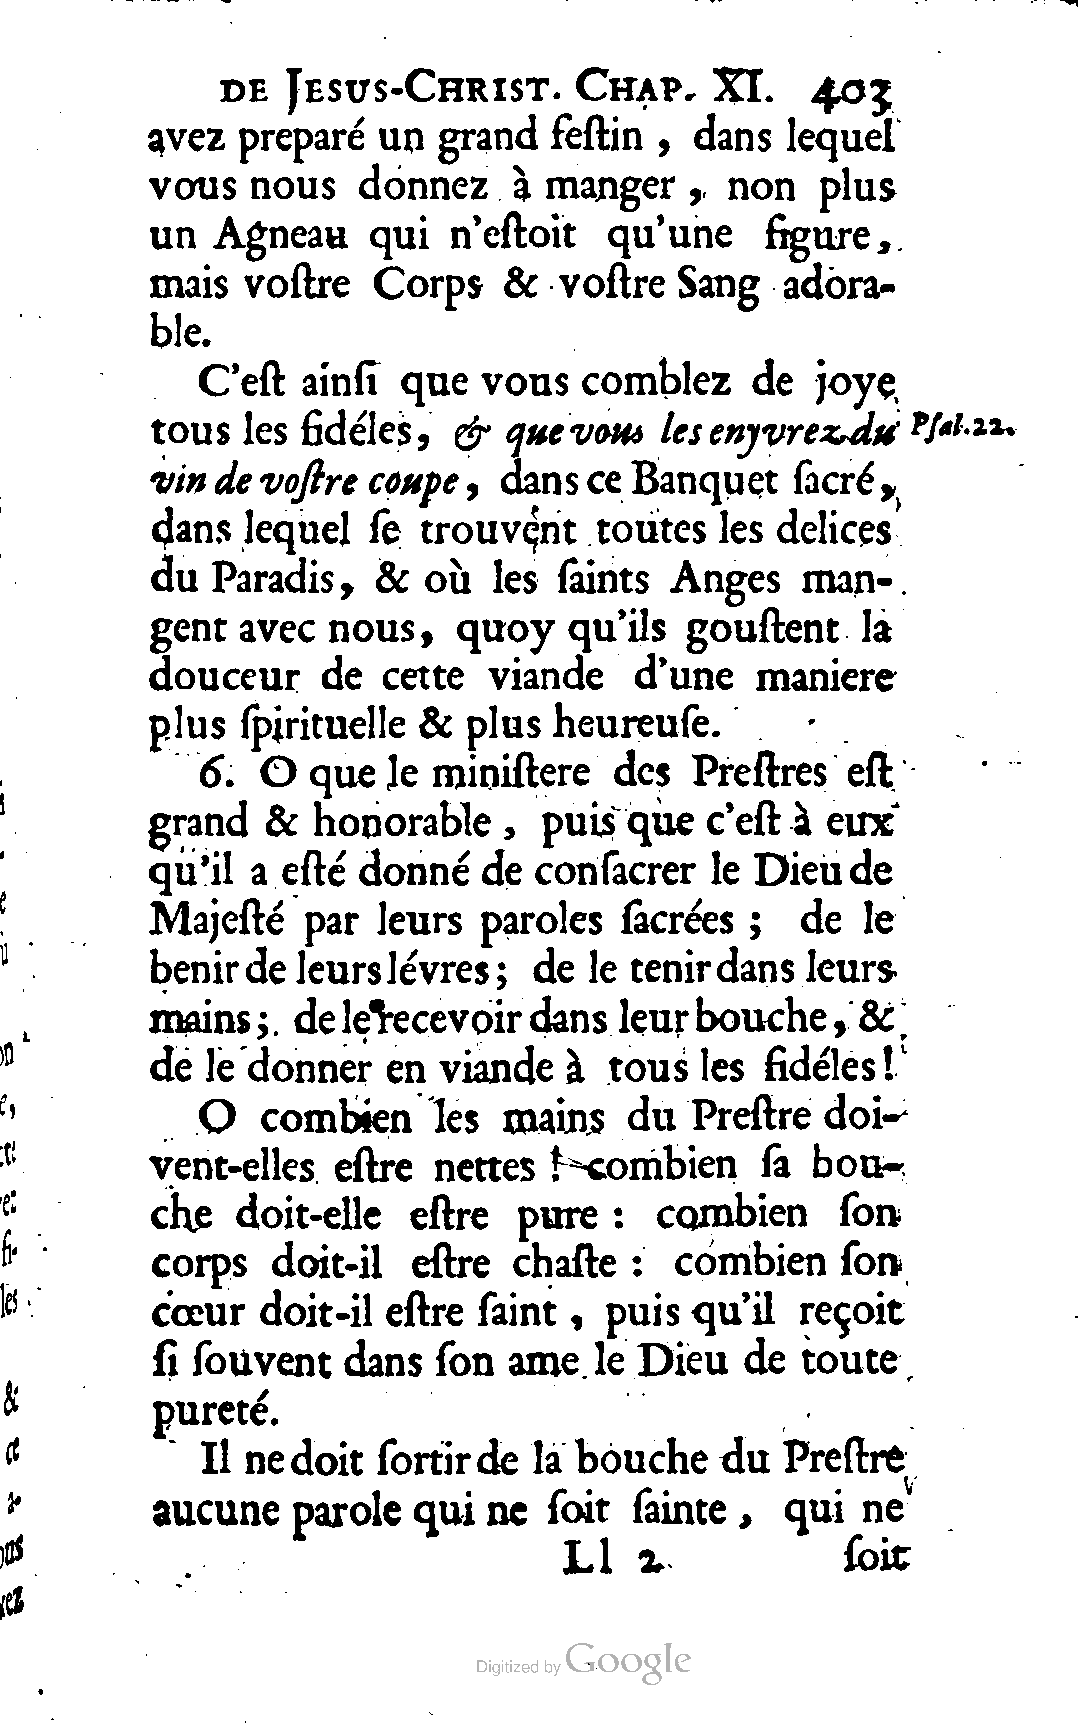 DE JESUS-CHRIST. CHAP. XI. 403
avez preparé un grand feſtin, dans lequel
vous nous donnez à manger, non plus
un Agneau qui n'eſtoit qu'une figure,
mais voſtre Corps & voſtre Sang adora-
ble.
C'eſt ainſi que vous comblez de joye
tous les fidéles, & que vous les enyvrez du Pſal. 22.
vin de voſtre coupe, dans ce Banquet ſacré,
dans lequel ſe trouvent toutes les delices
du Paradis, & où les ſaints Anges man-
gent avec nous, quoy qu'ils gouſtent la
douceur de cette viande d'une maniere
plus ſpirituelle & plus heureuſe.
6. O que le miniſtere des Preſtres eſt
grand & honorable, puis que c'eſt à eux
qu'il a eſté donné de conſacrer le Dieu de
Majeſté par leurs paroles ſacrées ; de le
benir de leurs lévres ; de le tenir dans leurs
mains ; de le recevoir dans leur bouche, &
de le donner en viande à tous les fidéles !
O combien les mains du Preſtre doi-
vent-elles eſtre nettes ! combien ſa bou-
che doit-elle eſtre pure : combien ſon
corps doit-il eſtre chaſte : combien ſon
cœur doit-il eſtre ſaint, puis qu'il reçoit
ſi ſouvent dans ſon ame le Dieu de toute
pureté.
Il ne doit ſortir de la bouche du Preſtre
aucune parole qui ne ſoit ſainte, qui ne
Ll 2 ſoit
Digitized by Google